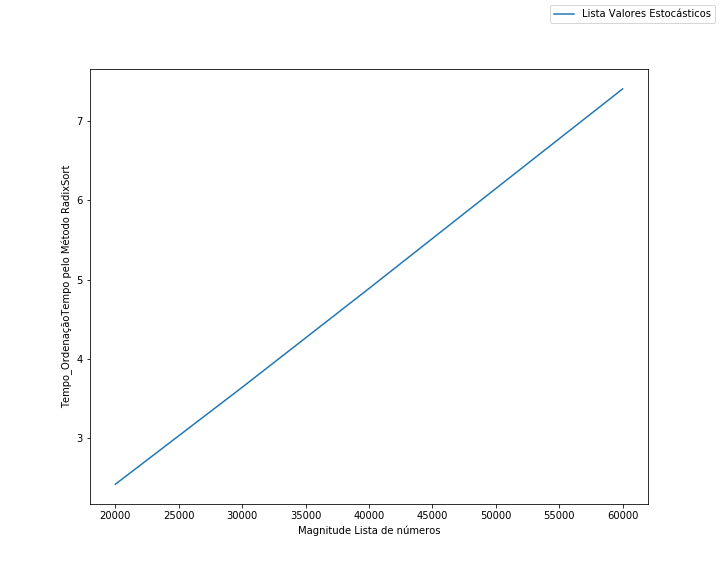 Lista Valores Estocásticos
7
6
5
4
3
Tempo_OrdenaçãoTempo pelo Método RadixSort
20000 25000 30000 35000 40000 45000 50000 55000 60000
Magnitude Lista de números